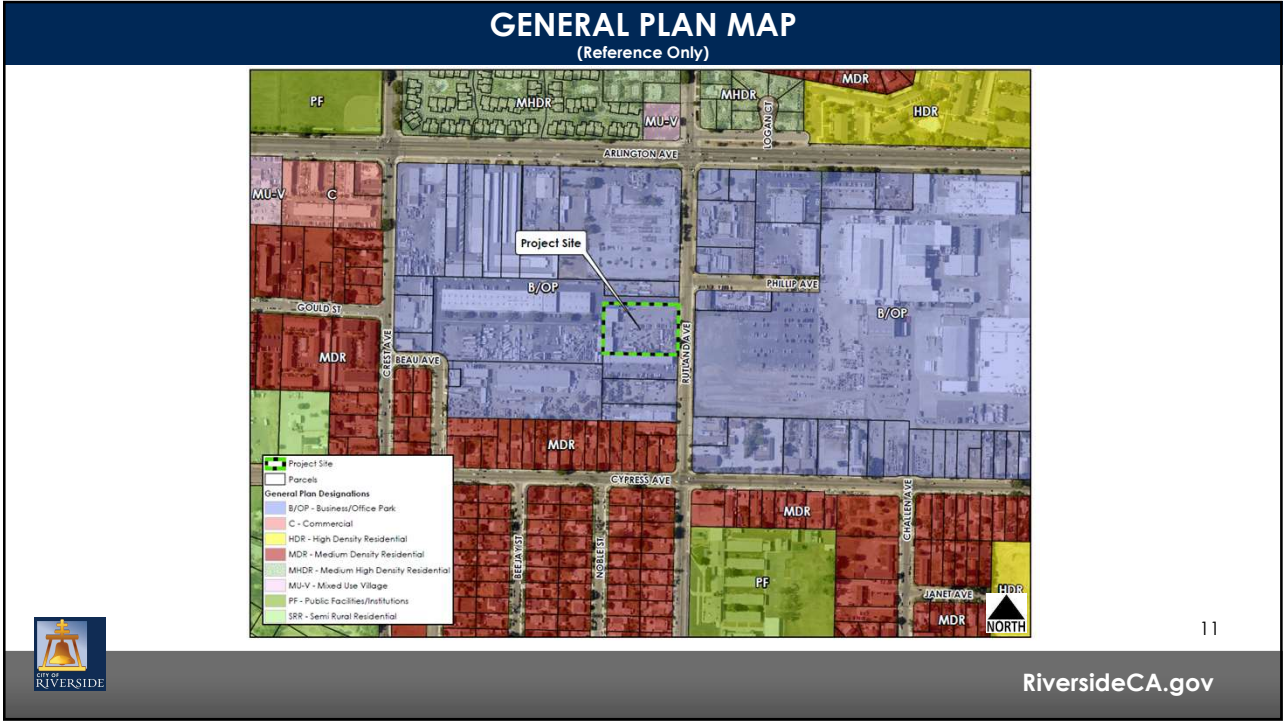 GENERAL PLAN MAP
(Reference Only)
PF
MHDR
MU-V
MHDR
LOGAN CT
MDR
HDR
ARLINGTON AVE
MU-V
C
Project Site
B/OP
PHILLIP AVE
B/OP
GOULD ST
CREST AVE
MDR
BEAU AVE
RUTLAND AVE
MDR
CYPRESS AVE
BEEJAY ST
NOBLE ST
MDR
CHALLEN AVE
PF
HDR
JANET AVE
MDR
NORTH
Project Site
Parcels
General Plan Designations
B/OP - Business/Office Park
C - Commercial
HDR - High Density Residential
MDR - Medium Density Residential
MHDR - Medium High Density Residential
MU-V - Mixed Use Village
PF - Public Facilities/Institutions
SRR - Semi Rural Residential
11
CITY OF
RIVERSIDE
RiversideCA.gov